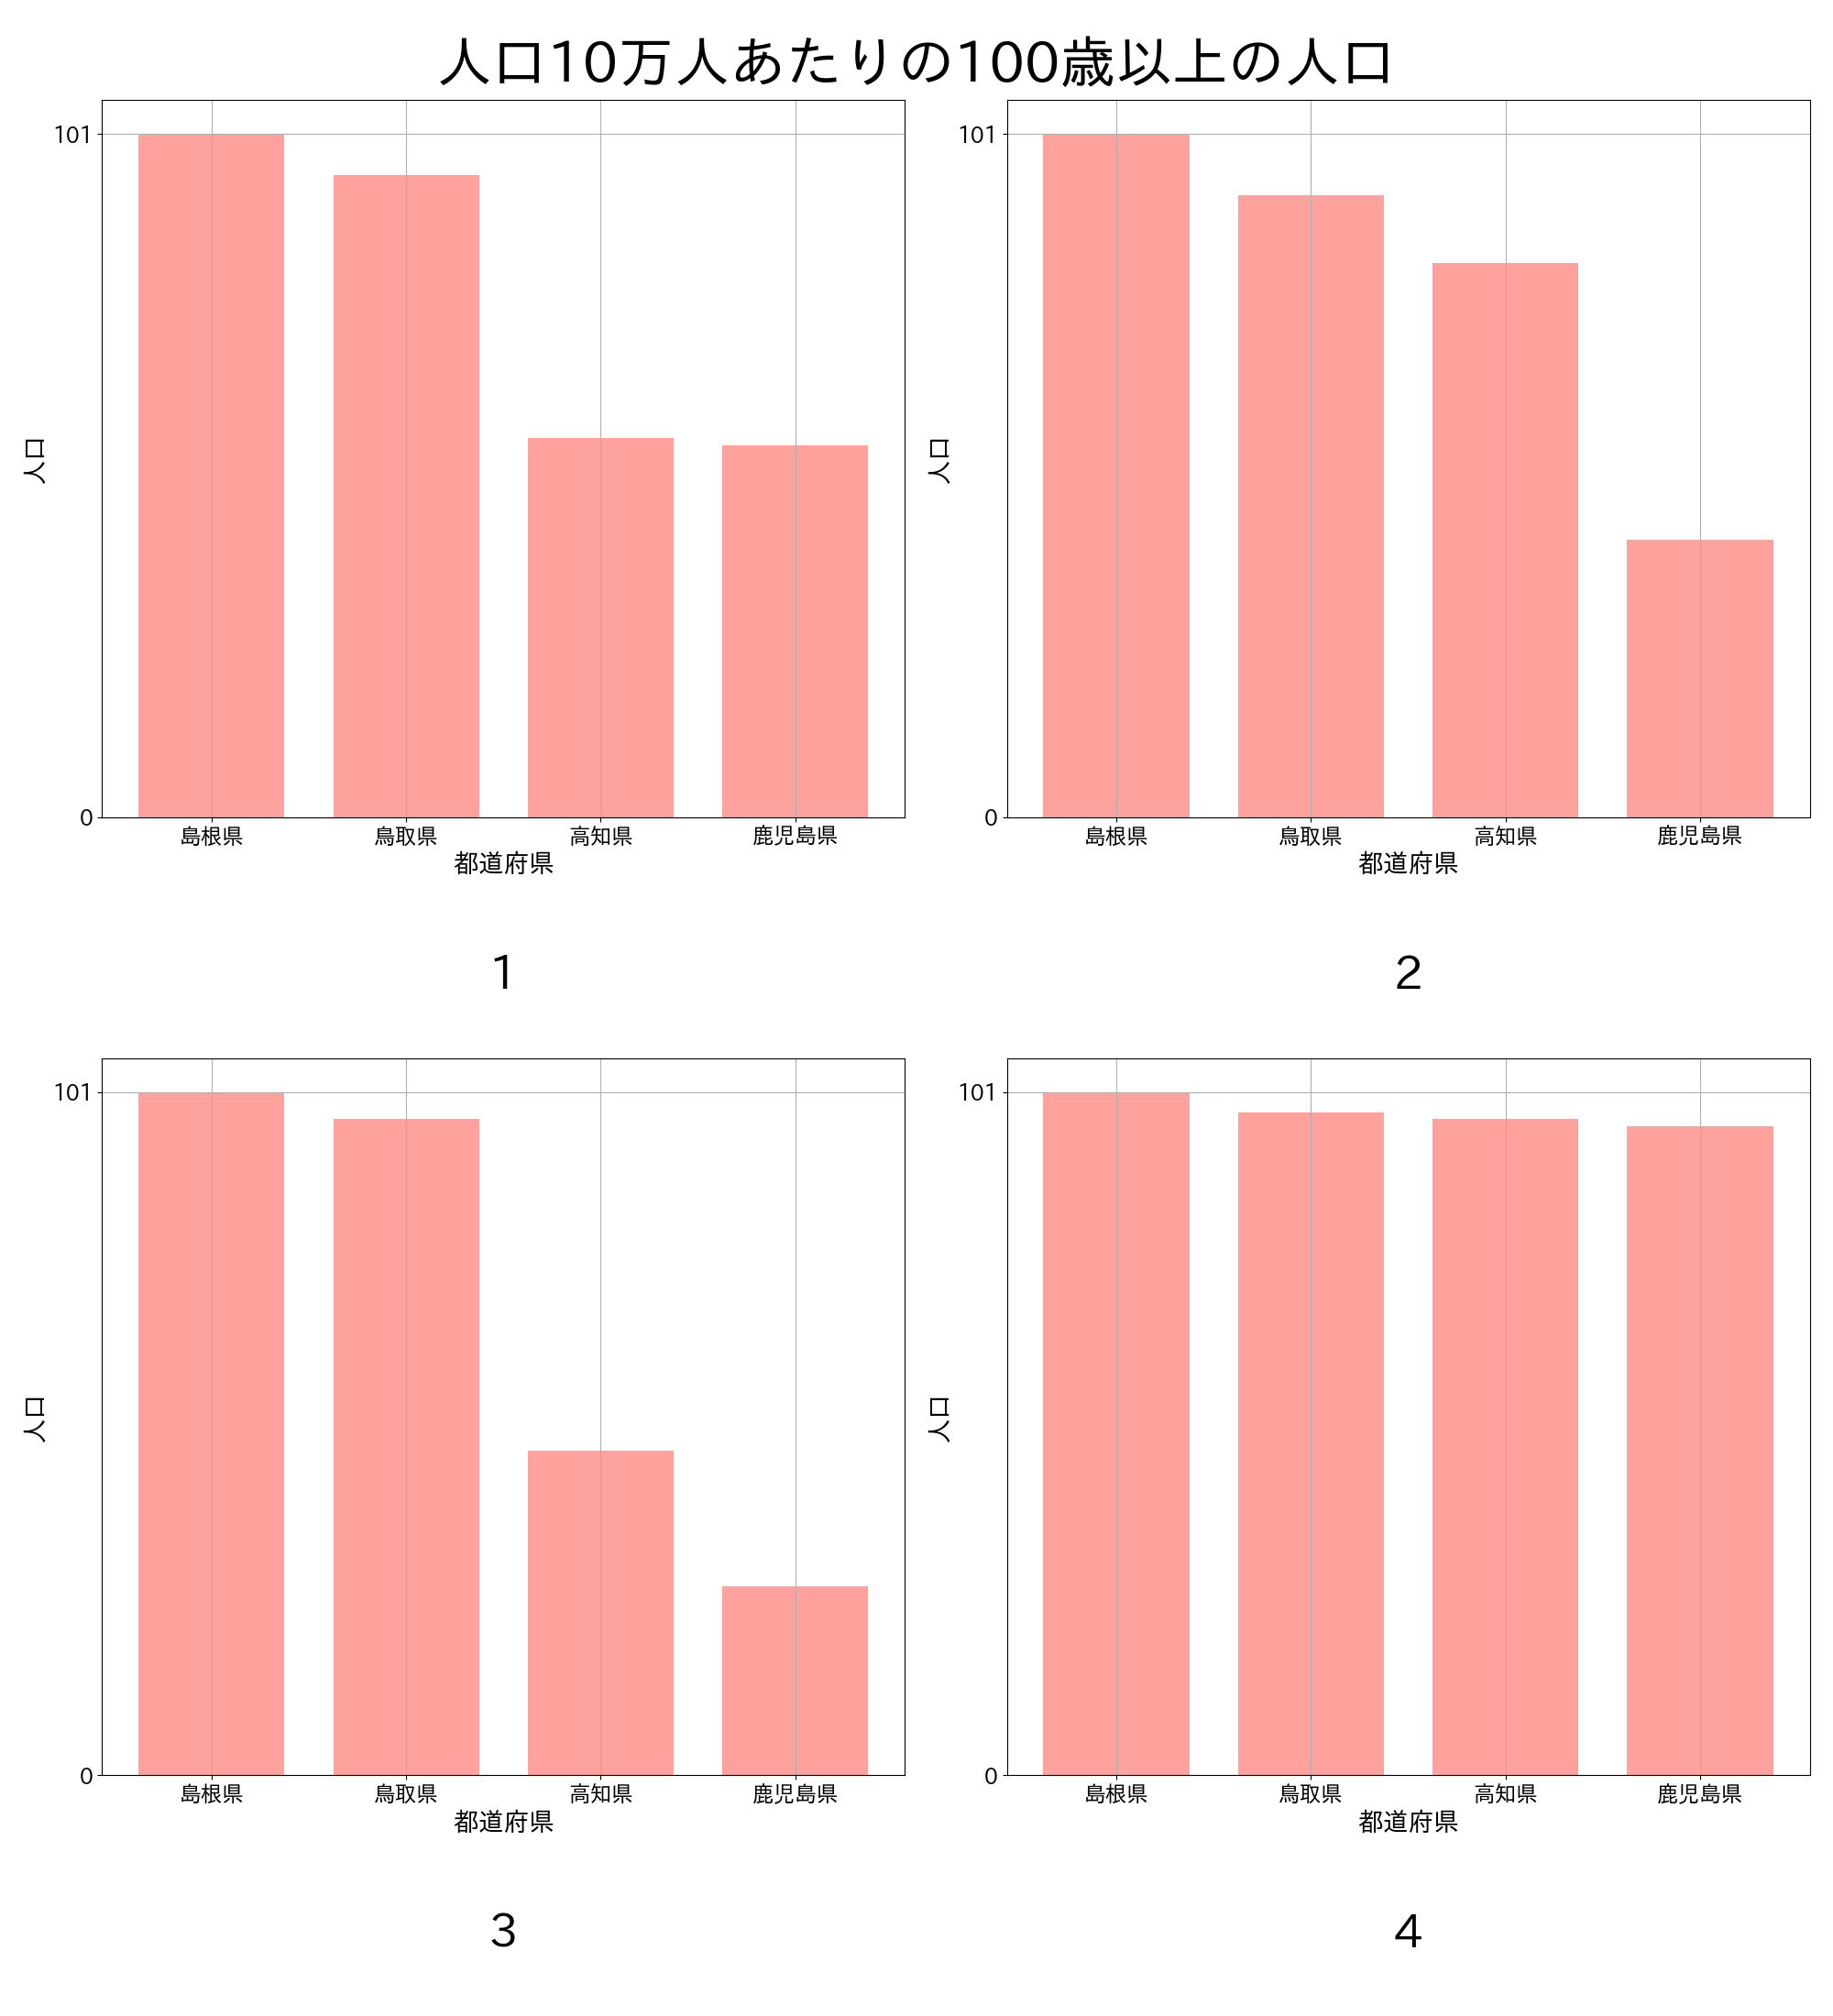 人口10万人あたりの100歳以上の人口
101
0
人口
島根県 鳥取県 高知県 鹿児島県
都道府県
1
101
0
人口
島根県 鳥取県 高知県 鹿児島県
都道府県
2
101
0
人口
島根県 鳥取県 高知県 鹿児島県
都道府県
3
101
0
人口
島根県 鳥取県 高知県 鹿児島県
都道府県
4